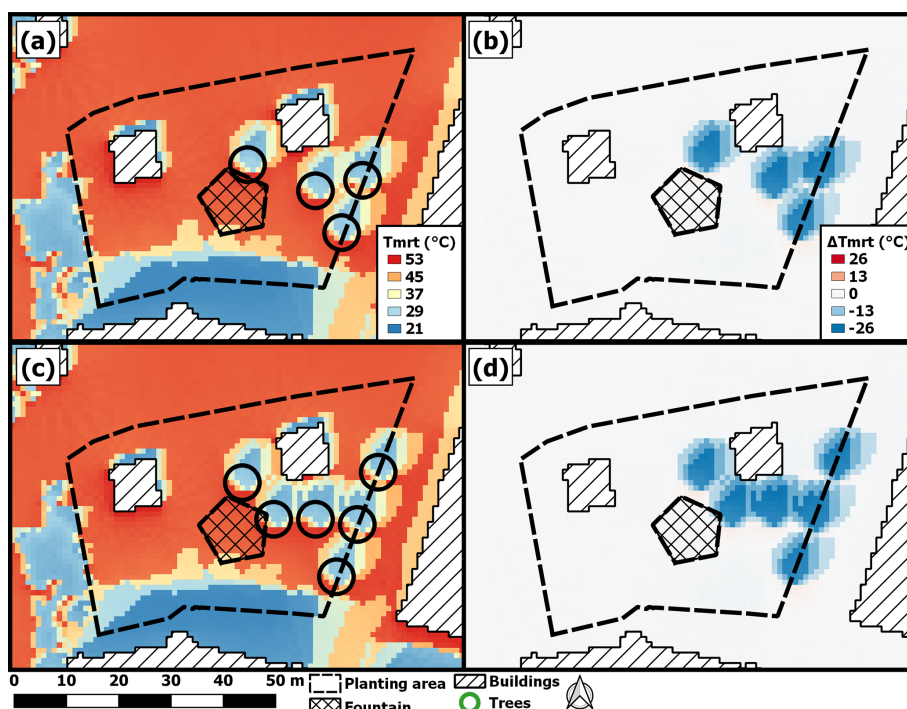 (a)
(b)
Tmrt (°C)
53
45
37
29
21
ΔTmrt (°C)
26
13
0
-13
-26
(c)
(d)
0 10 20 30 40 50 m
Planting area
Buildings
Fountain
Trees